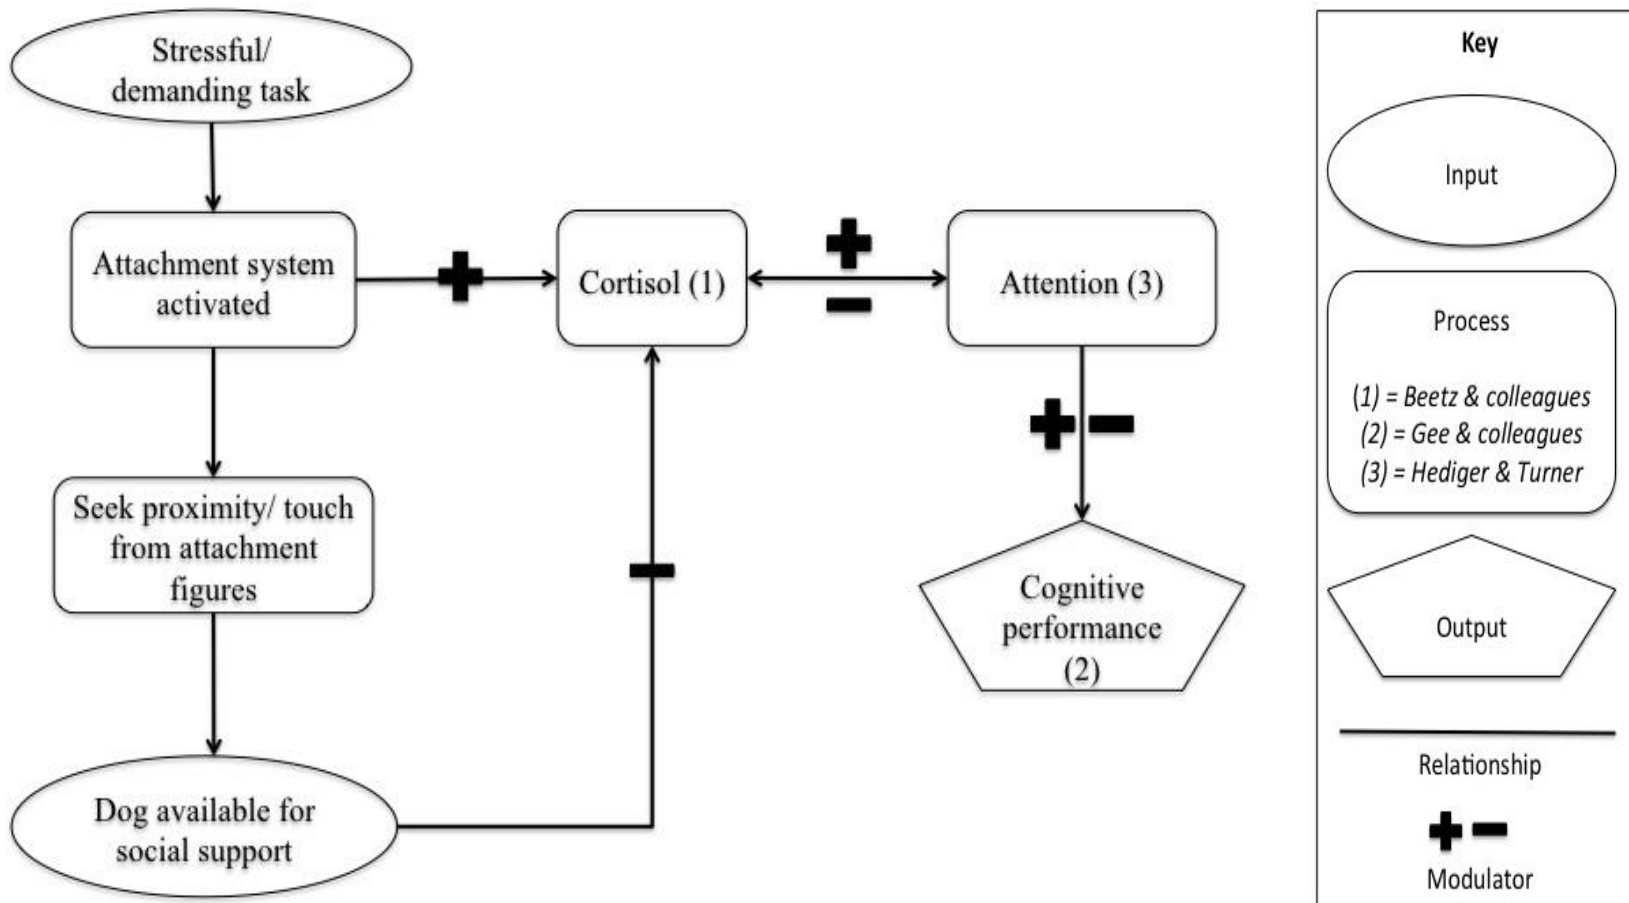 Stressful/
demanding task
Attachment system
activated
Cortisol (1)
Attention (3)
Seek proximity/ touch
from attachment
figures
Cognitive
performance
(2)
Dog available for
social support
Key
Input
Process
(1) = Beetz & colleagues
(2) = Gee & colleagues
(3) = Hediger & Turner
Output
Relationship
Modulator